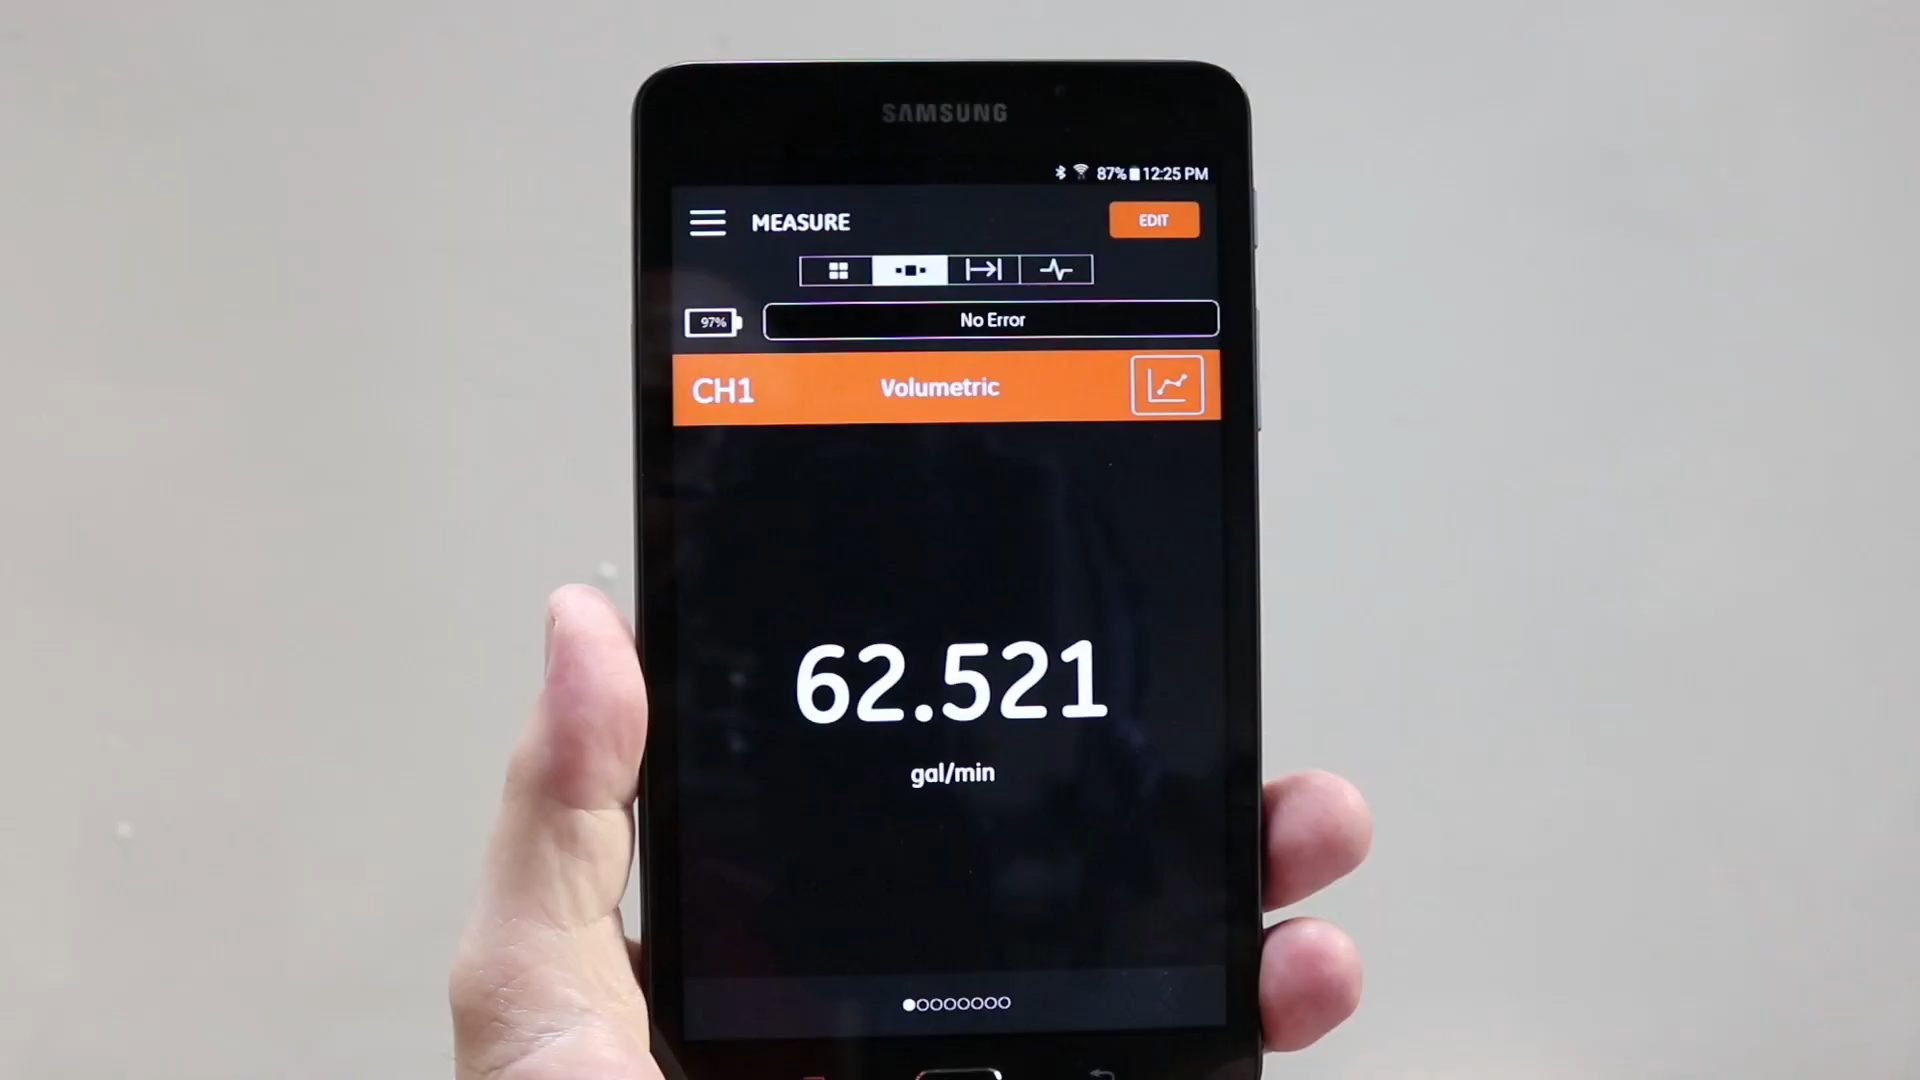 SAMSUNG
87% 12:25 PM
MEASURE
EDIT
97%
No Error
CH1
Volumetric
62.521
gal/min